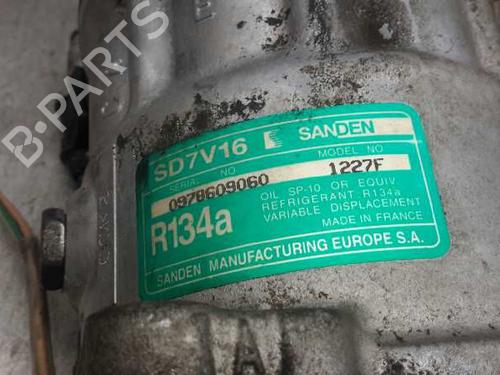 B-PARTS
SD7V16 SANDEN
SERIAL NO MODEL NO
0978609060 1227F
R134a
OIL SP-10 OR EQUIV
REFRIGERANT R134a
VARIABLE DISPLACEMENT
MADE IN FRANCE
SANDEN MANUFACTURING EUROPE S.A.